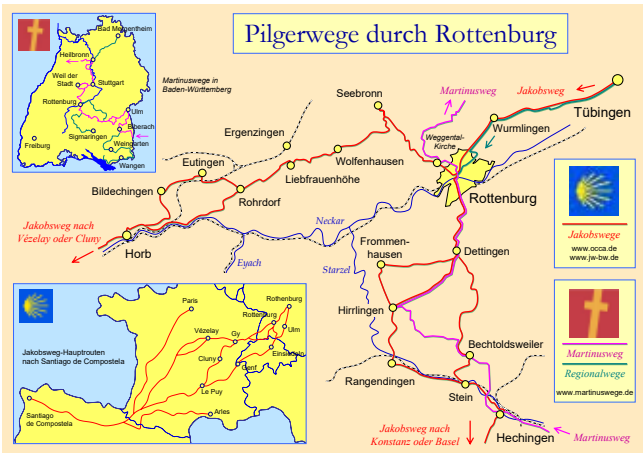 Pilgerwege durch Rottenburg
Bad Mergentheim
Heilbronn
Weil der
Stadt
Stuttgart
Rottenburg
Ulm
Biberach
Sigmaringen
Weingarten
Freiburg
Wangen
Martinuswege in
Baden-Württemberg
Seebronn
Martinusweg
Jakobsweg
Tübingen
Wurmlingen
Weggental-
Kirche
Ergenzingen
Wolfenhausen
Eutingen
Liebfrauenhöhe
Bildechingen
Rohrdorf
Rottenburg
Neckar
Jakobsweg nach
Vézelay oder Cluny
Horb
Eyach
Starzel
Frommen-
hausen
Dettingen
Hirrlingen
Bechtoldsweiler
Rangendingen
Stein
Hechingen
Jakobsweg nach
Konstanz oder Basel
Martinusweg
Jakobswege
www.occa.de
www.jw-bw.de
Martinusweg
Regionalwege
www.martinuswege.de
Paris
Rothenburg
Rottenburg
Vézelay
Gy
Ulm
Jakobsweg-Hauptrouten
nach Santiago de Compostela
Cluny
Einsiedeln
Genf
Le Puy
Santiago
de Compostela
Arles